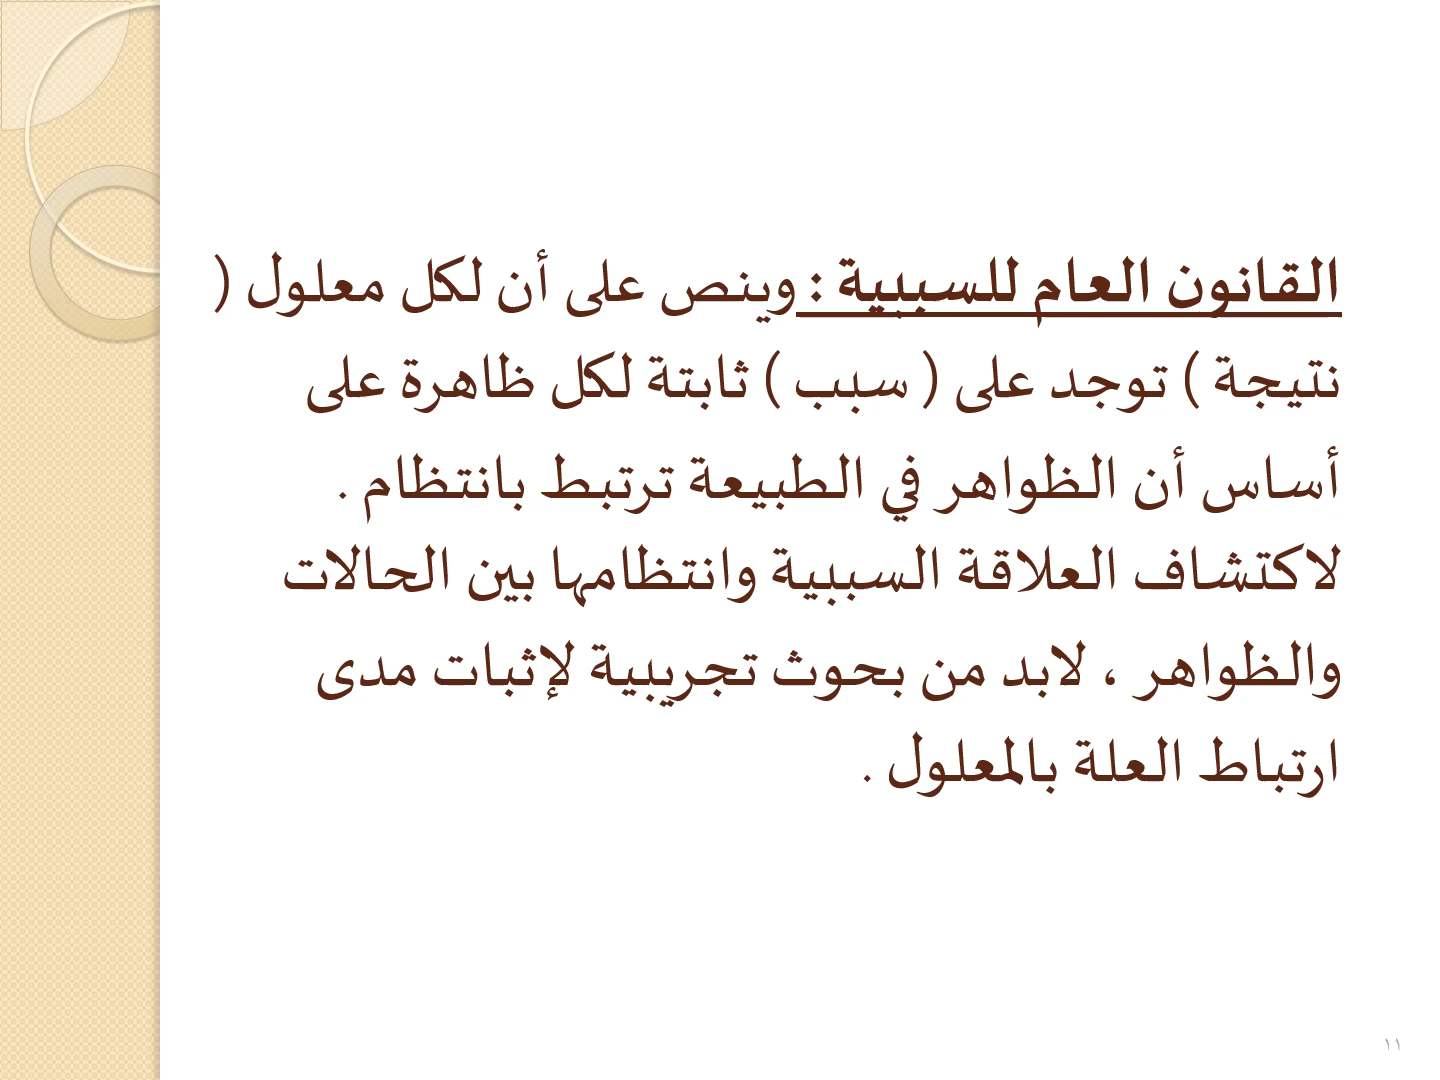 القانون العام للسببية : وينص على أن لكل معلول (
نتيجة ) توجد على ( سبب ) ثابتة لكل ظاهرة على
أساس أن الظواهر في الطبيعة ترتبط بانتظام .
لاكتشاف العلاقة السببية وانتظامها بين الحالات
والظواهر ، لابد من بحوث تجريبية لإثبات مدى
ارتباط العلة بالمعلول .
١١